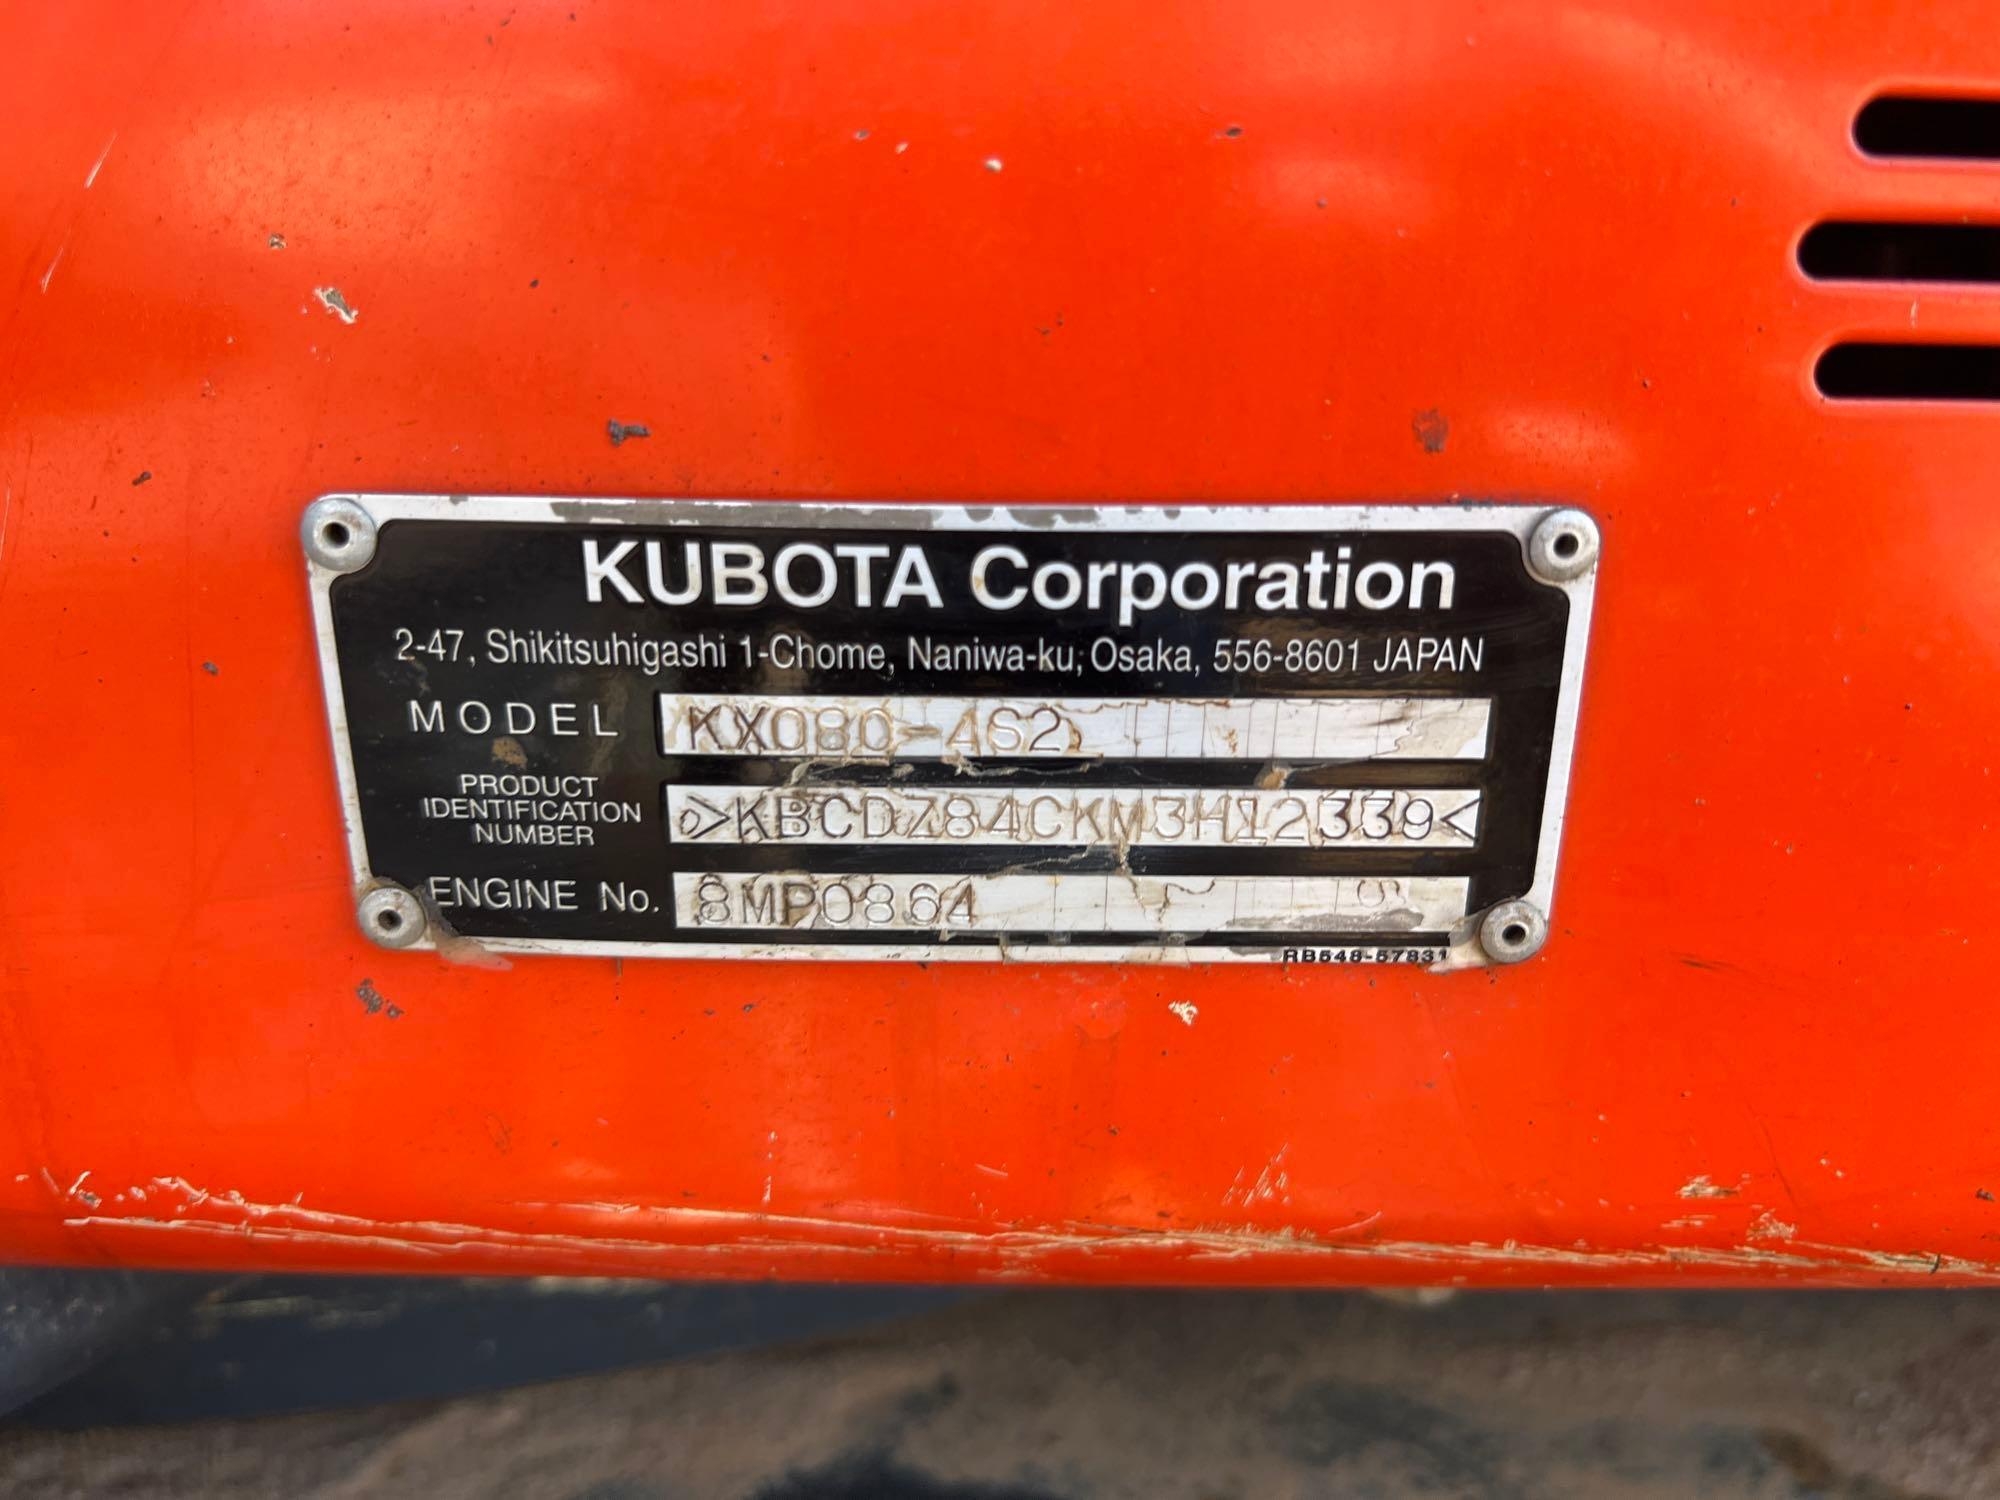 KUBOTA Corporation
2-47, Shikitsuhigashi 1-Chome, Naniwa-ku, Osaka, 556-8601 JAPAN
MODEL KX080-4S2
PRODUCT
IDENTIFICATION
NUMBER
>KBCDZ84CKM3H12339<
ENGINE No. 8MP0864
RB548-57831